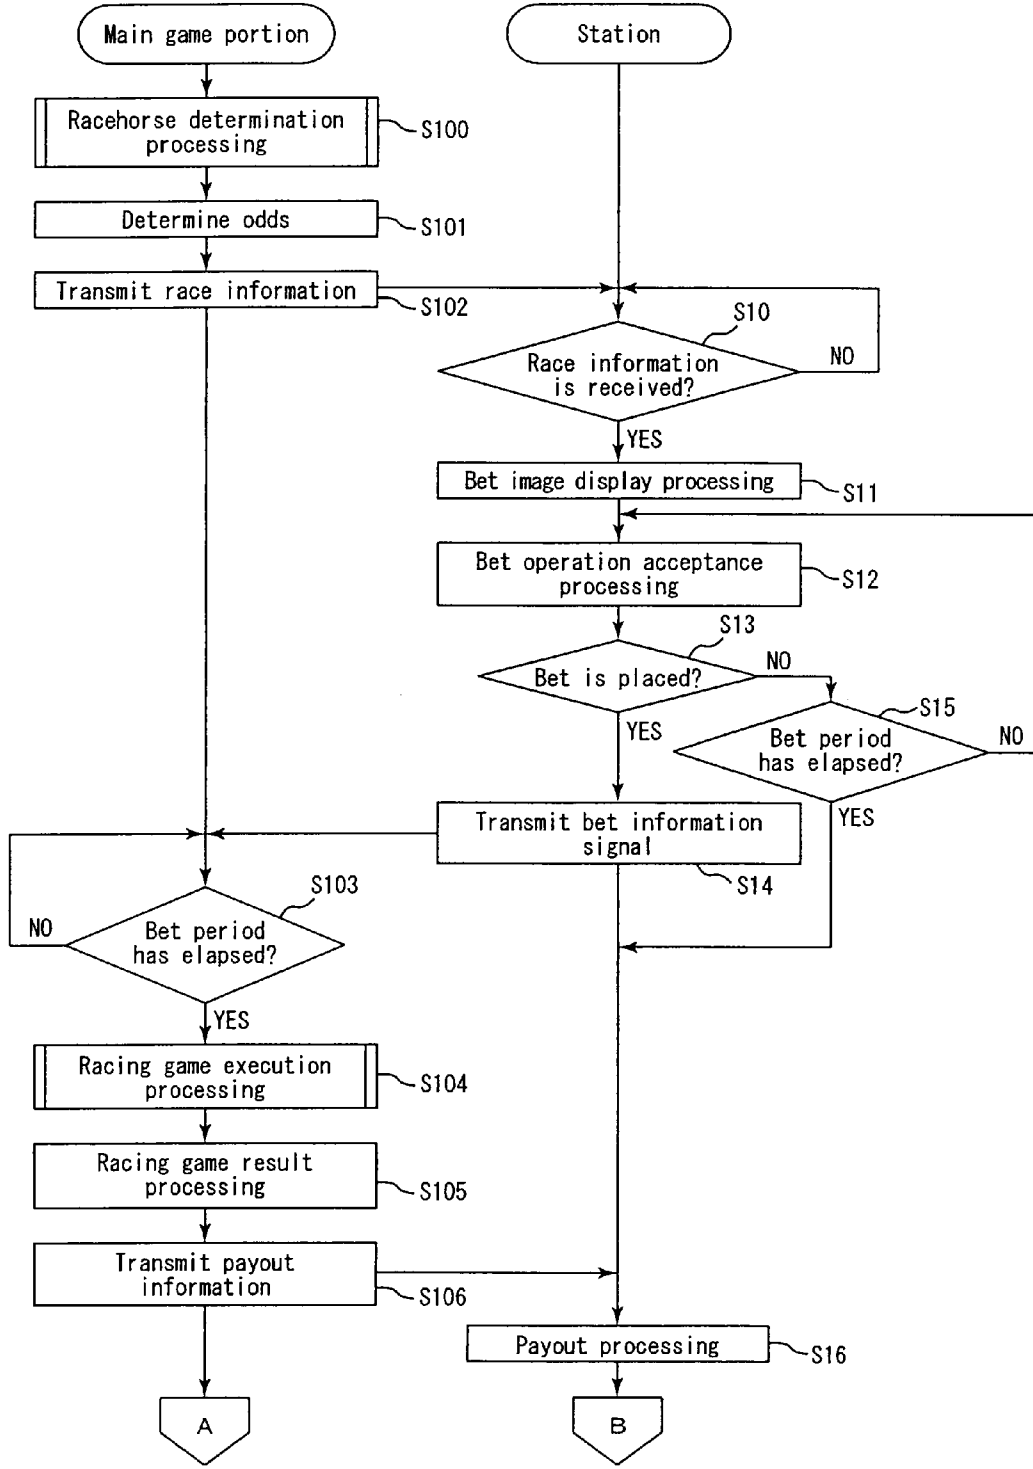 Main game portion
Station
Racehorse determination
processing
S100
Determine odds
S101
Transmit race information
S102
S10
Race information
is received?
NO
YES
Bet image display processing
S11
Bet operation acceptance
processing
S12
S13
Bet is placed?
NO
YES
S15
Bet period
has elapsed?
NO
YES
Transmit bet information
signal
S14
S103
Bet period
has elapsed?
NO
YES
Racing game execution
processing
S104
Racing game result
processing
S105
Transmit payout
information
S106
Payout processing
S16
A
B